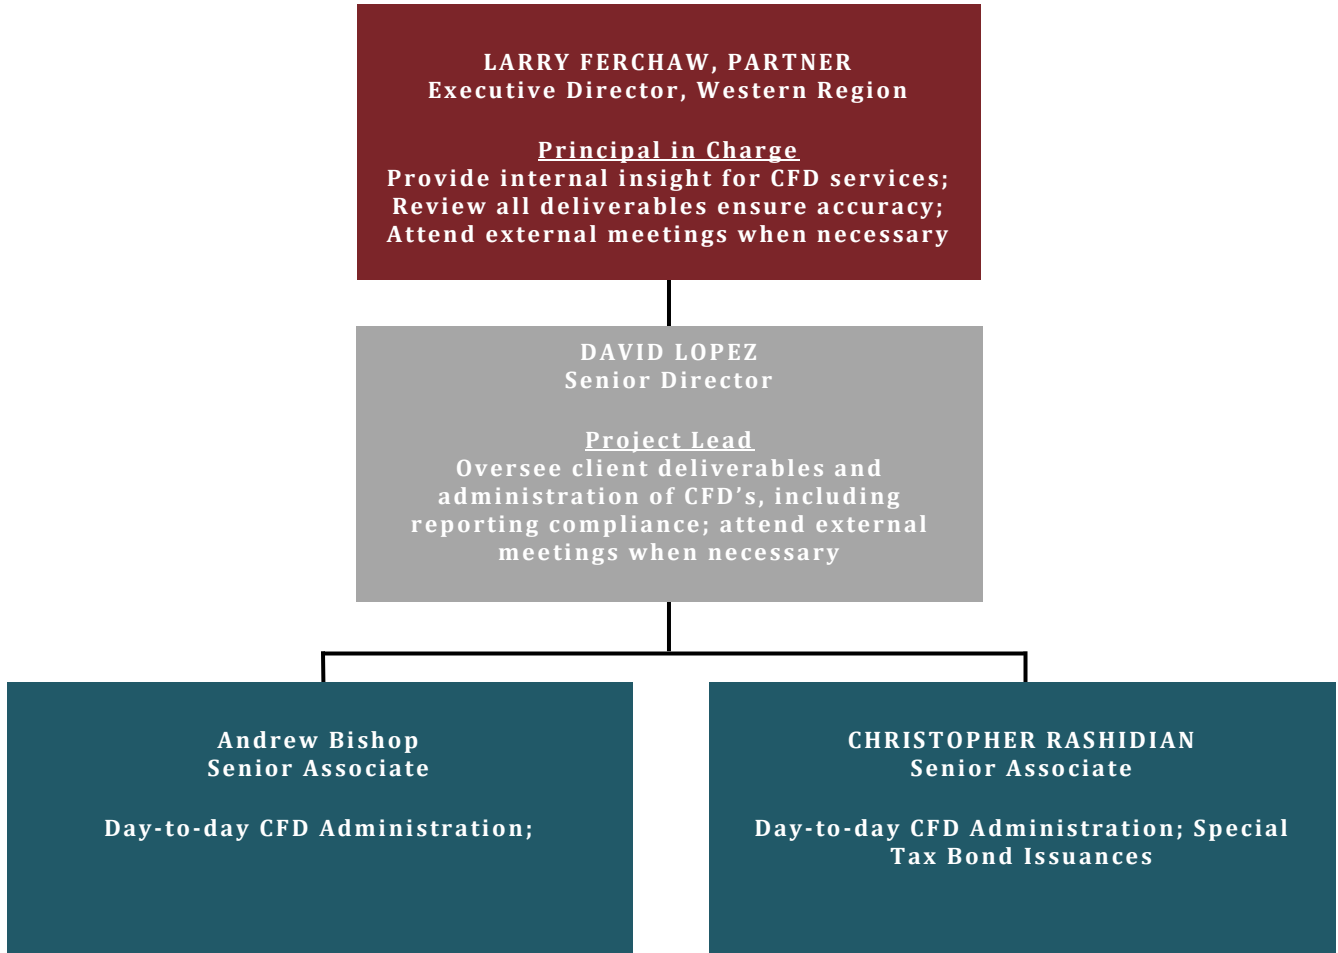 LARRY FERCHAW, PARTNER
Executive Director, Western Region
Principal in Charge
Provide internal insight for CFD services;
Review all deliverables ensure accuracy;
Attend external meetings when necessary
DAVID LOPEZ
Senior Director
Project Lead
Oversee client deliverables and
administration of CFD’s, including
reporting compliance; attend external
meetings when necessary
Andrew Bishop
Senior Associate
Day-to-day CFD Administration;
CHRISTOPHER RASHIDIAN
Senior Associate
Day-to-day CFD Administration; Special
Tax Bond Issuances